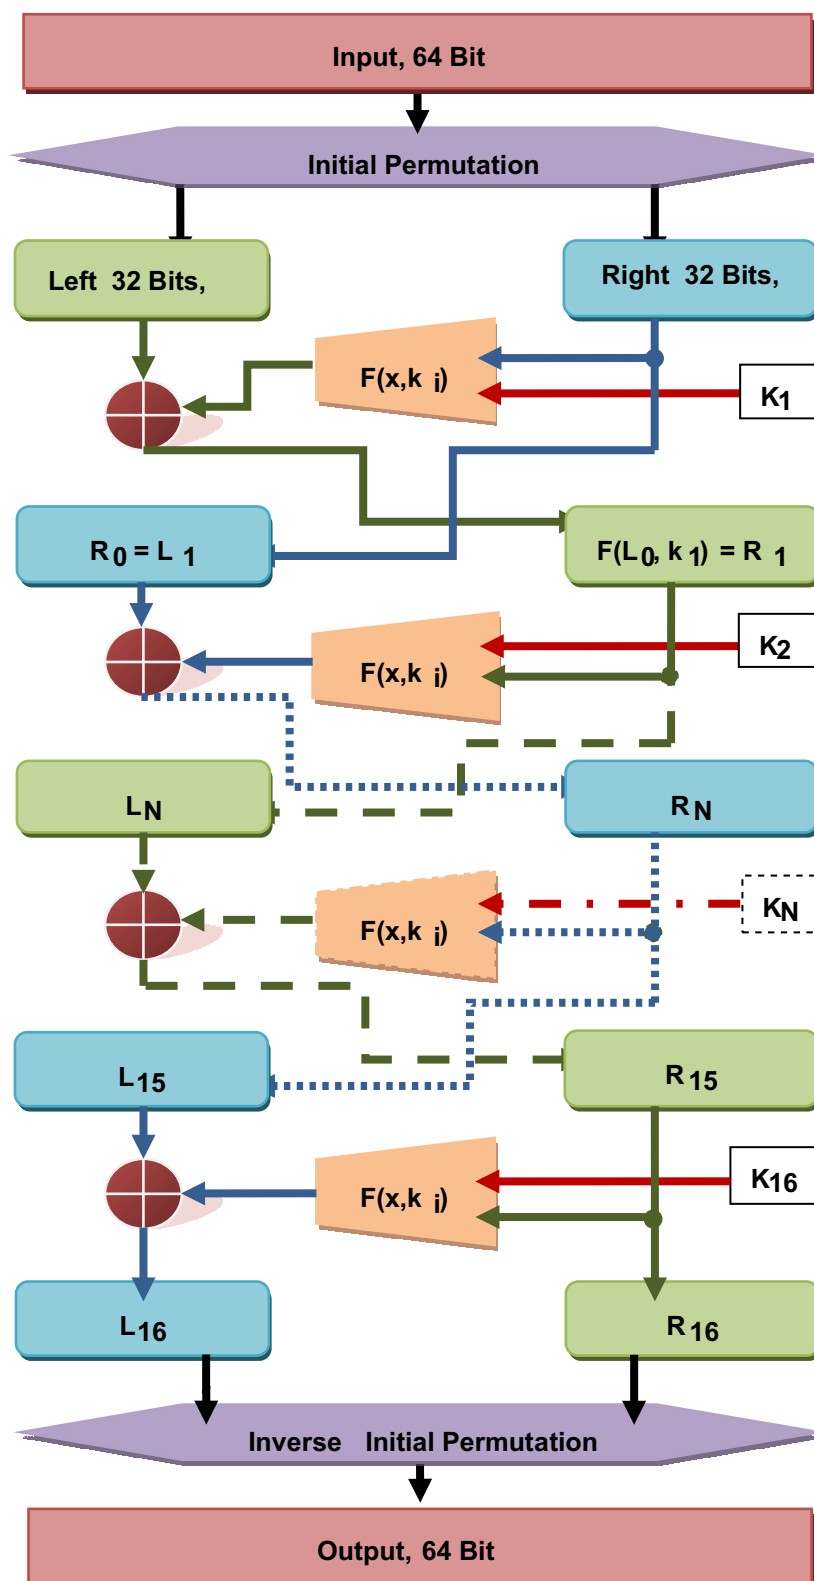 Input, 64 Bit
Initial Permutation
Left 32 Bits,
Right 32 Bits,
F(x,k i)
K1
R0 = L 1
F(L0, k 1) = R 1
F(x,k i)
K2
LN
RN
F(x,k i)
KN
L15
R15
F(x,k i)
K16
L16
R16
Inverse Initial Permutation
Output, 64 Bit